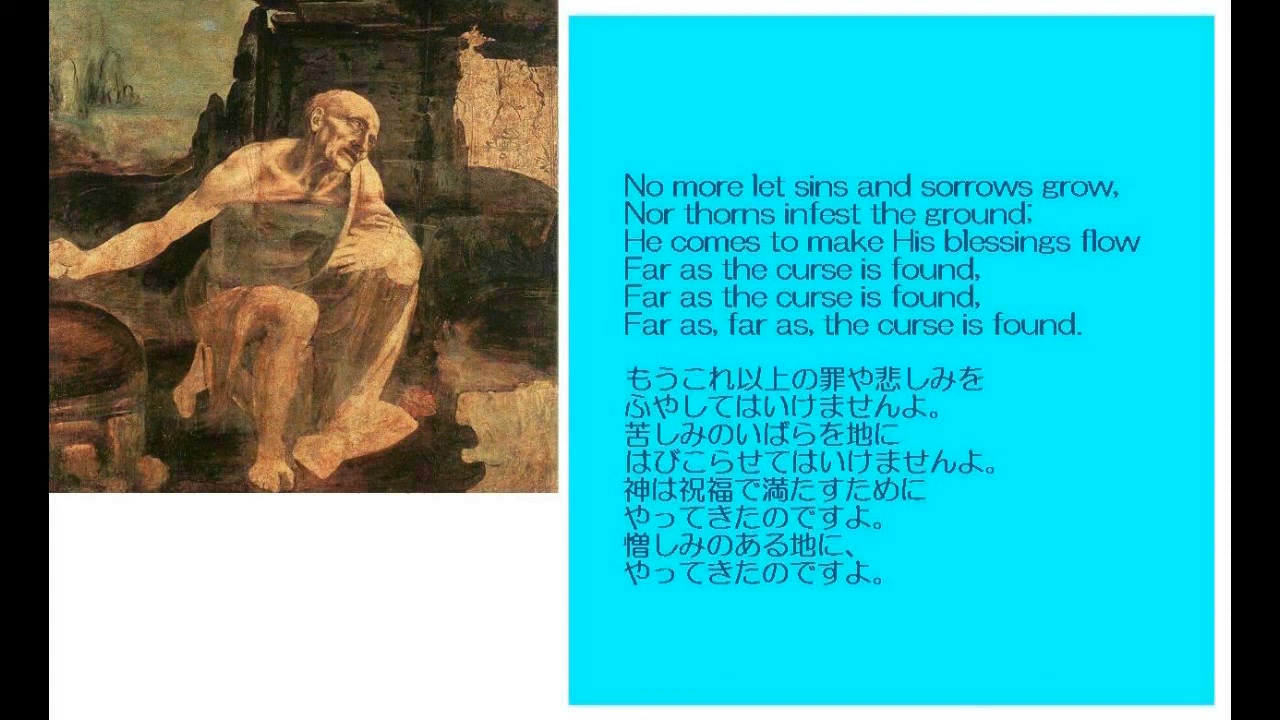 No more let sins and sorrows grow,
Nor thorns infest the ground;
He comes to make His blessings flow
Far as the curse is found,
Far as the curse is found,
Far as, far as, the curse is found.
もうこれ以上の罪や悲しみを
ふやしてはいけませんよ。
苦しみのいばらを地に
はびこらせてはいけませんよ。
神は祝福で満たすために
やってきたのですよ。
憎しみのある地に、
やってきたのですよ。